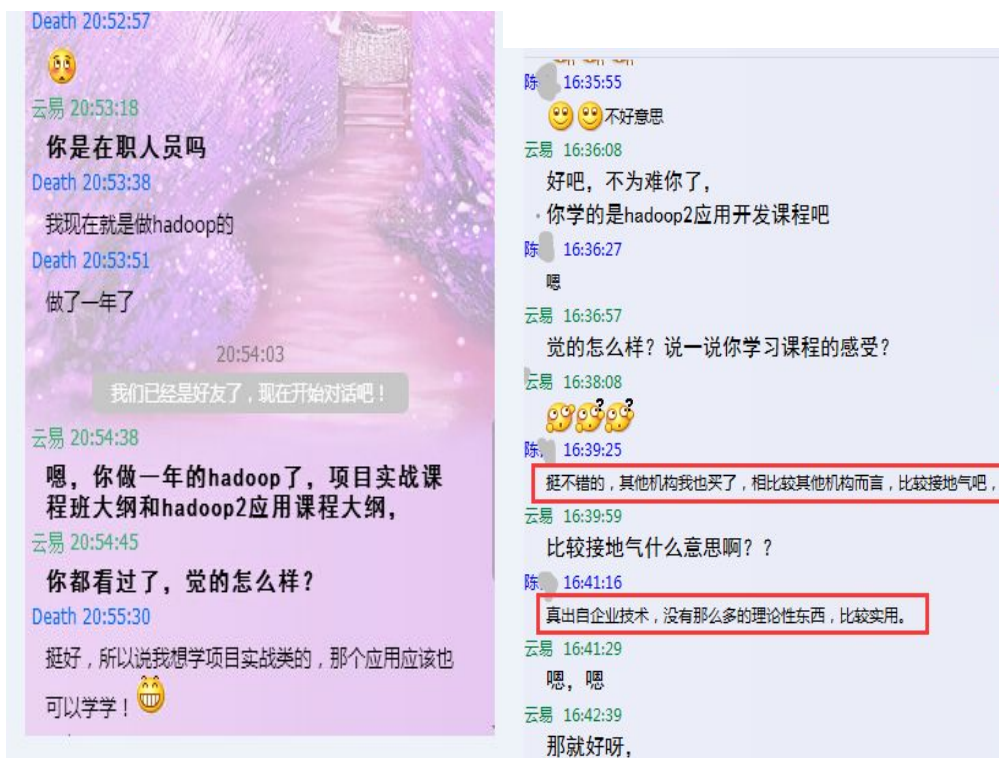 Death 20:52:57
云易 20:53:18
你是在职人员吗
Death 20:53:38
我现在就是做hadoop的
Death 20:53:51
做了一年了
20:54:03
我们已经是好友了，现在开始对话吧！
云易 20:54:38
嗯，你做一年的hadoop了，项目实战课
程班大纲和hadoop2应用课程大纲，
云易 20:54:45
你都看过了，觉的怎么样？
Death 20:55:30
挺好，所以说我想学项目实战类的，那个应用应该也
可以学学！
陈 16:35:55
不好意思
云易 16:36:08
好吧，不为难你了，
你学的是hadoop2应用开发课程吧
陈 16:36:27
嗯
云易 16:36:57
觉的怎么样？说一说你学习课程的感受？
云易 16:38:08
陈 16:39:25
挺不错的，其他机构我也买了，相比较其他机构而言，比较接地气吧，
云易 16:39:59
比较接地气什么意思啊？？
陈 16:41:16
真出自企业技术，没有那么多的理论性东西，比较实用。
云易 16:41:29
嗯，嗯
云易 16:42:39
那就好呀，